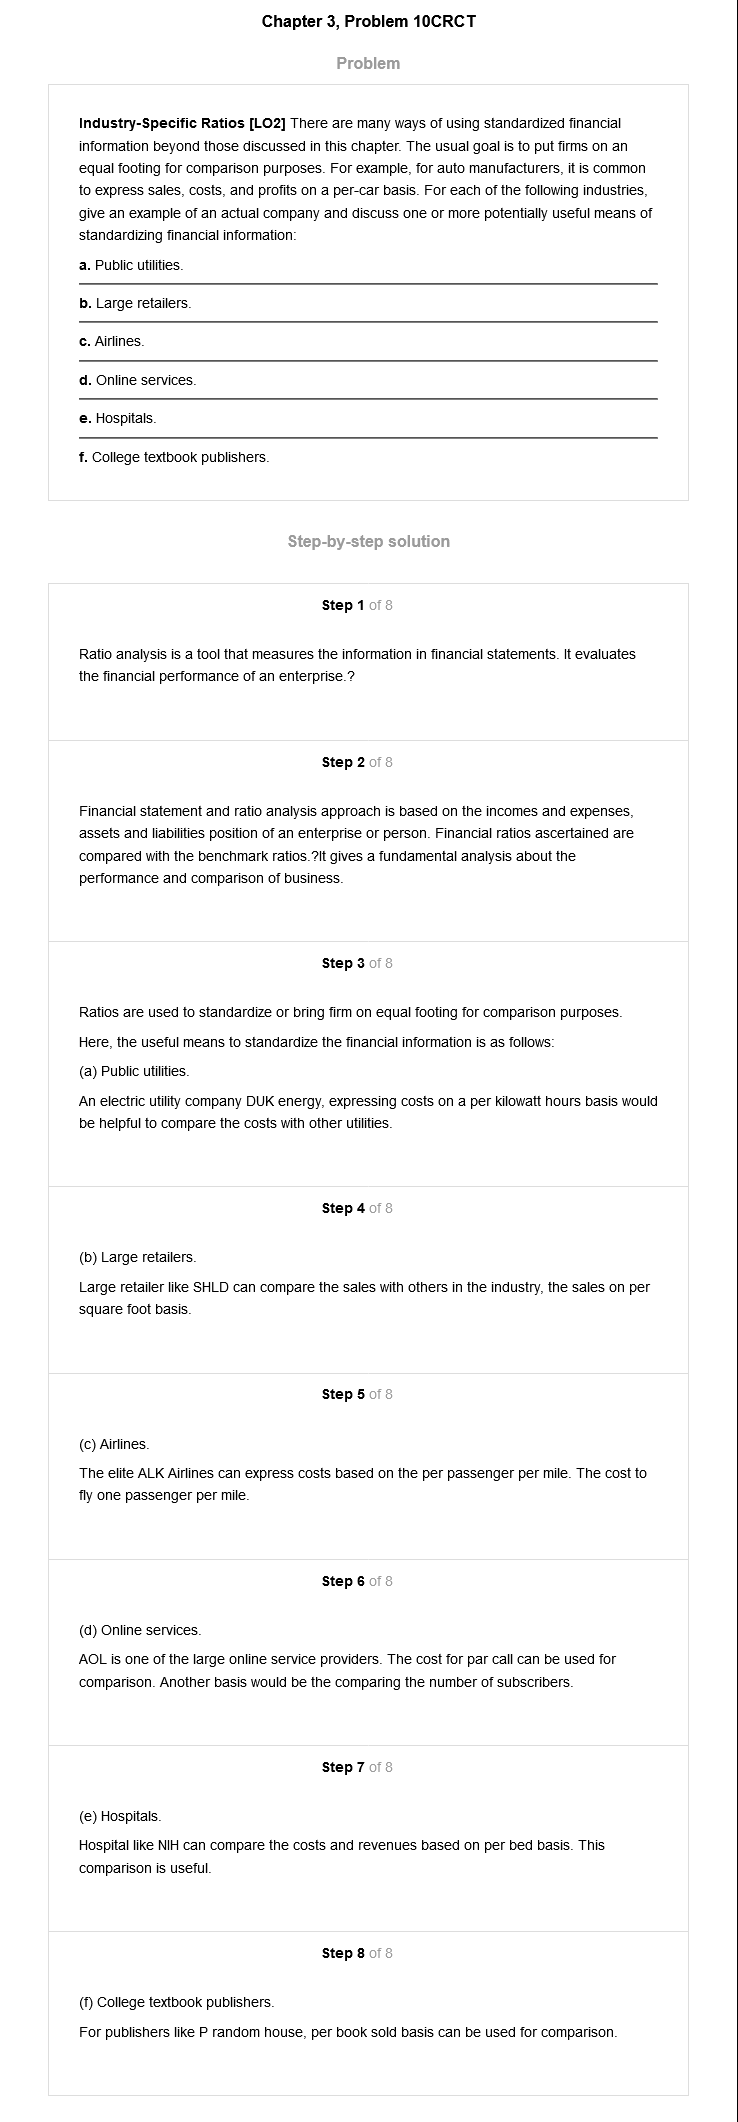 Chapter 3, Problem 10CRCT
Problem
Industry-Specific Ratios [LO2] There are many ways of using standardized financial
information beyond those discussed in this chapter. The usual goal is to put firms on an
equal footing for comparison purposes. For example, for auto manufacturers, it is common
to express sales, costs, and profits on a per-car basis. For each of the following industries,
give an example of an actual company and discuss one or more potentially useful means of
standardizing financial information:
a. Public utilities.
b. Large retailers.
c. Airlines.
d. Online services.
e. Hospitals.
f. College textbook publishers.
Step-by-step solution
Step 1 of 8
Ratio analysis is a tool that measures the information in financial statements. It evaluates
the financial performance of an enterprise.?
Step 2 of 8
Financial statement and ratio analysis approach is based on the incomes and expenses,
assets and liabilities position of an enterprise or person. Financial ratios ascertained are
compared with the benchmark ratios.?It gives a fundamental analysis about the
performance and comparison of business.
Step 3 of 8
Ratios are used to standardize or bring firm on equal footing for comparison purposes.
Here, the useful means to standardize the financial information is as follows:
(a) Public utilities.
An electric utility company DUK energy, expressing costs on a per kilowatt hours basis would
be helpful to compare the costs with other utilities.
Step 4 of 8
(b) Large retailers.
Large retailer like SHLD can compare the sales with others in the industry, the sales on per
square foot basis.
Step 5 of 8
(c) Airlines.
The elite ALK Airlines can express costs based on the per passenger per mile. The cost to
fly one passenger per mile.
Step 6 of 8
(d) Online services.
AOL is one of the large online service providers. The cost for par call can be used for
comparison. Another basis would be the comparing the number of subscribers.
Step 7 of 8
(e) Hospitals.
Hospital like NIH can compare the costs and revenues based on per bed basis. This
comparison is useful.
Step 8 of 8
(f) College textbook publishers.
For publishers like P random house, per book sold basis can be used for comparison.